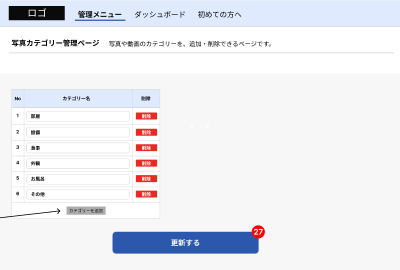 ロゴ 管理メニュー ダッシュボード 初めての方へ
写真カテゴリー管理ページ 写真や動画のカテゴリーを、追加・削除できるページです。
No カテゴリー名 削除
1 部屋 削除
2 設備 削除
3 食事 削除
4 外観 削除
5 お風呂 削除
6 その他 削除
カテゴリーを追加
27
更新する